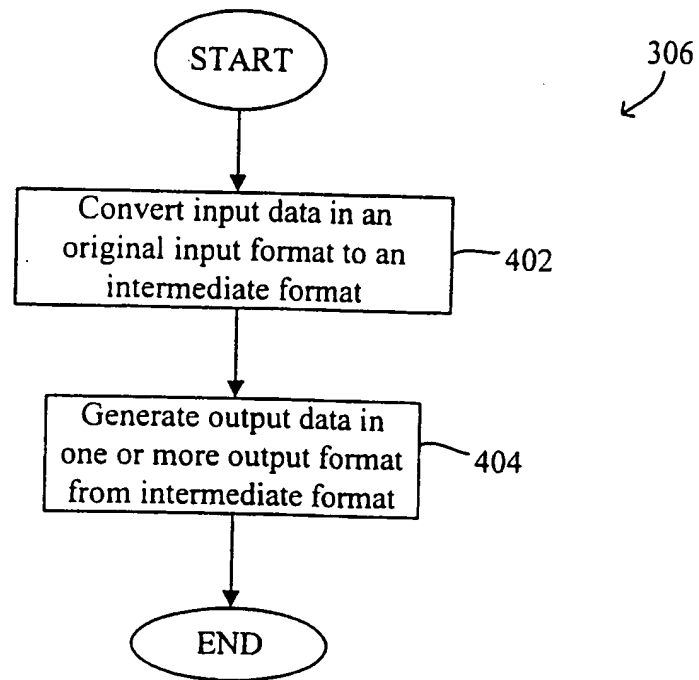 START
306
Convert input data in an
original input format to an
intermediate format
402
Generate output data in
one or more output format
from intermediate format
404
END